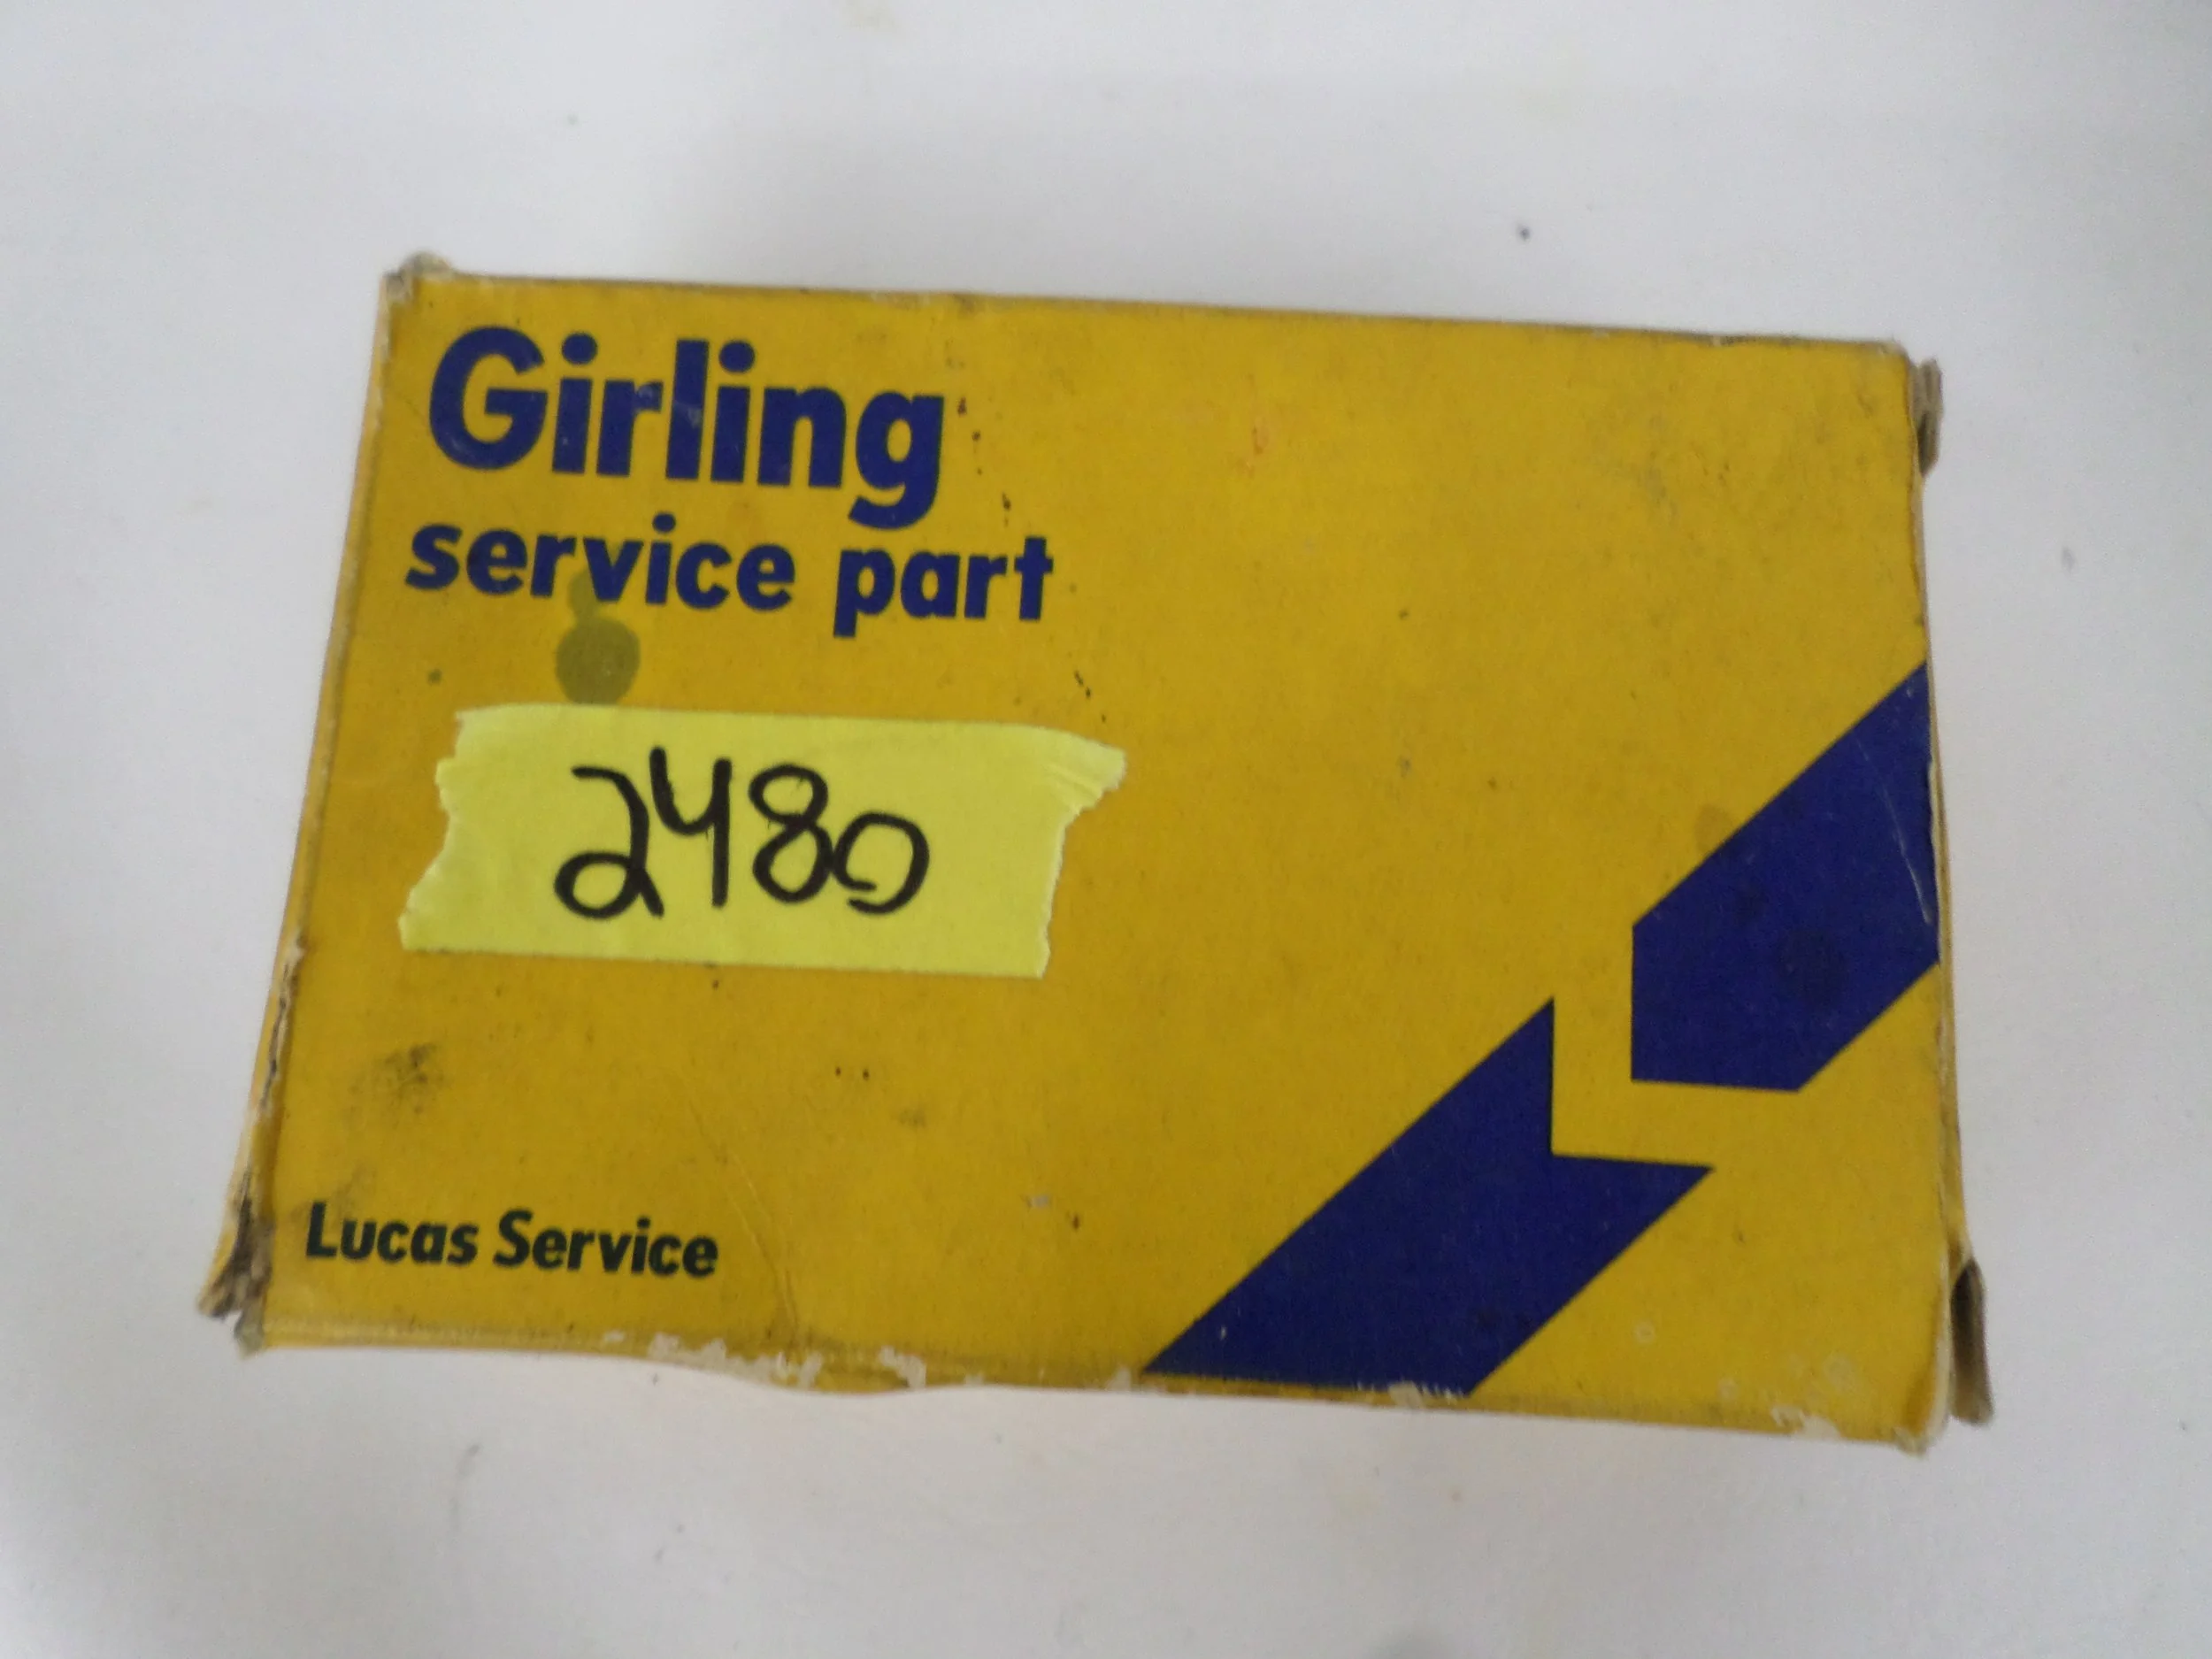 Girling
service part
2480
Lucas Service